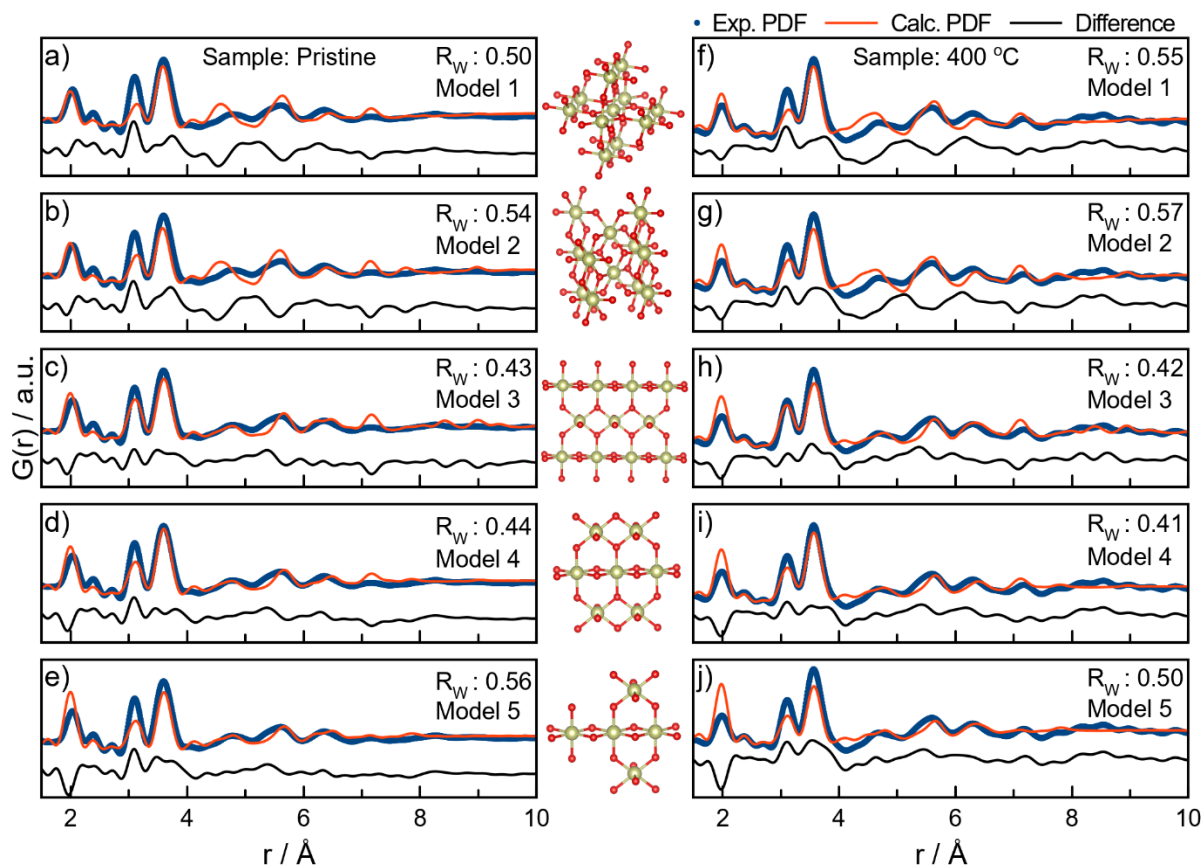 Exp. PDF Calc. PDF Difference
a) Sample: Pristine R_W : 0.50
Model 1
f) Sample: 400 °C R_W : 0.55
Model 1
b) R_W : 0.54
Model 2
g) R_W : 0.57
Model 2
c) R_W : 0.43
Model 3
h) R_W : 0.42
Model 3
d) R_W : 0.44
Model 4
i) R_W : 0.41
Model 4
e) R_W : 0.56
Model 5
j) R_W : 0.50
Model 5
G(r) / a.u.
2 4 6 8 10
2 4 6 8 10
r / Å
r / Å